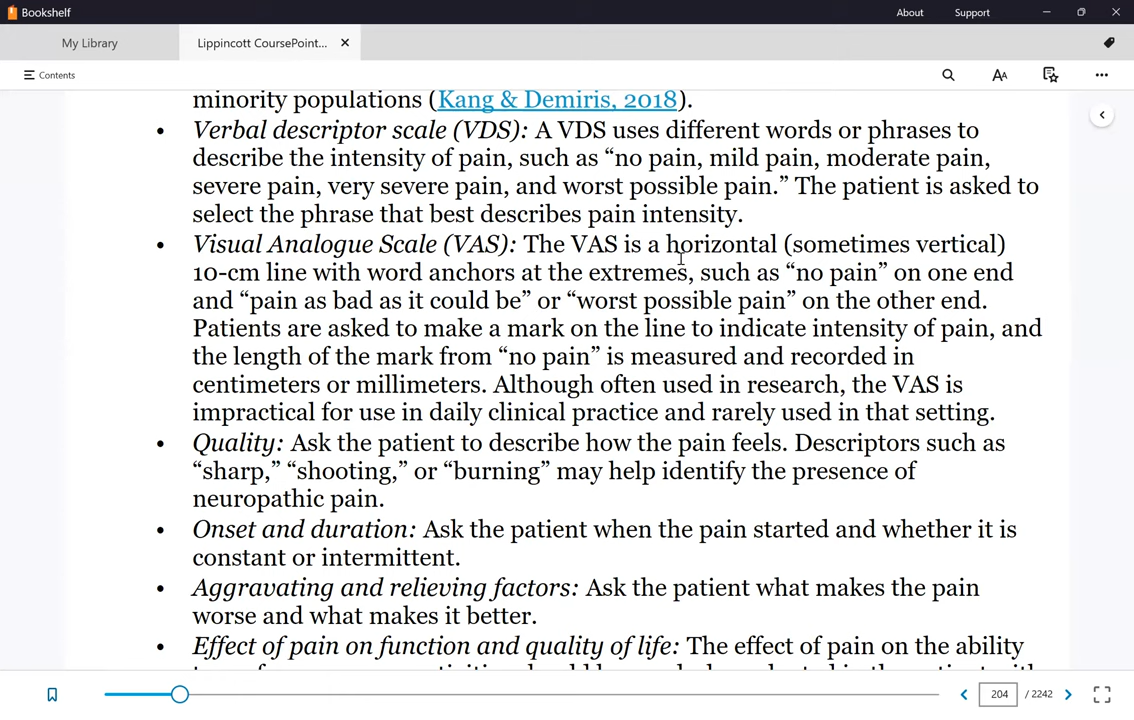 Bookshelf
About
Support
My Library
Lippincott CoursePoint...
Contents
minority populations (Kang & Demiris, 2018).
• Verbal descriptor scale (VDS): A VDS uses different words or phrases to
describe the intensity of pain, such as “no pain, mild pain, moderate pain,
severe pain, very severe pain, and worst possible pain.” The patient is asked to
select the phrase that best describes pain intensity.
• Visual Analogue Scale (VAS): The VAS is a horizontal (sometimes vertical)
10-cm line with word anchors at the extremes, such as “no pain” on one end
and “pain as bad as it could be” or “worst possible pain” on the other end.
Patients are asked to make a mark on the line to indicate intensity of pain, and
the length of the mark from “no pain” is measured and recorded in
centimeters or millimeters. Although often used in research, the VAS is
impractical for use in daily clinical practice and rarely used in that setting.
• Quality: Ask the patient to describe how the pain feels. Descriptors such as
“sharp,” “shooting,” or “burning” may help identify the presence of
neuropathic pain.
• Onset and duration: Ask the patient when the pain started and whether it is
constant or intermittent.
• Aggravating and relieving factors: Ask the patient what makes the pain
worse and what makes it better.
• Effect of pain on function and quality of life: The effect of pain on the ability
204 / 2242